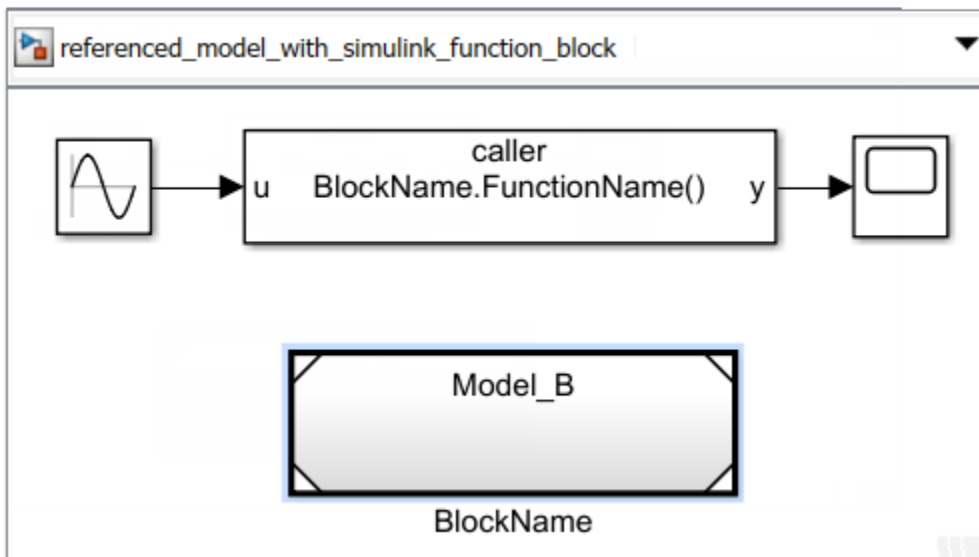 referenced_model_with_simulink_function_block
caller
u BlockName.FunctionName() y
Model_B
BlockName